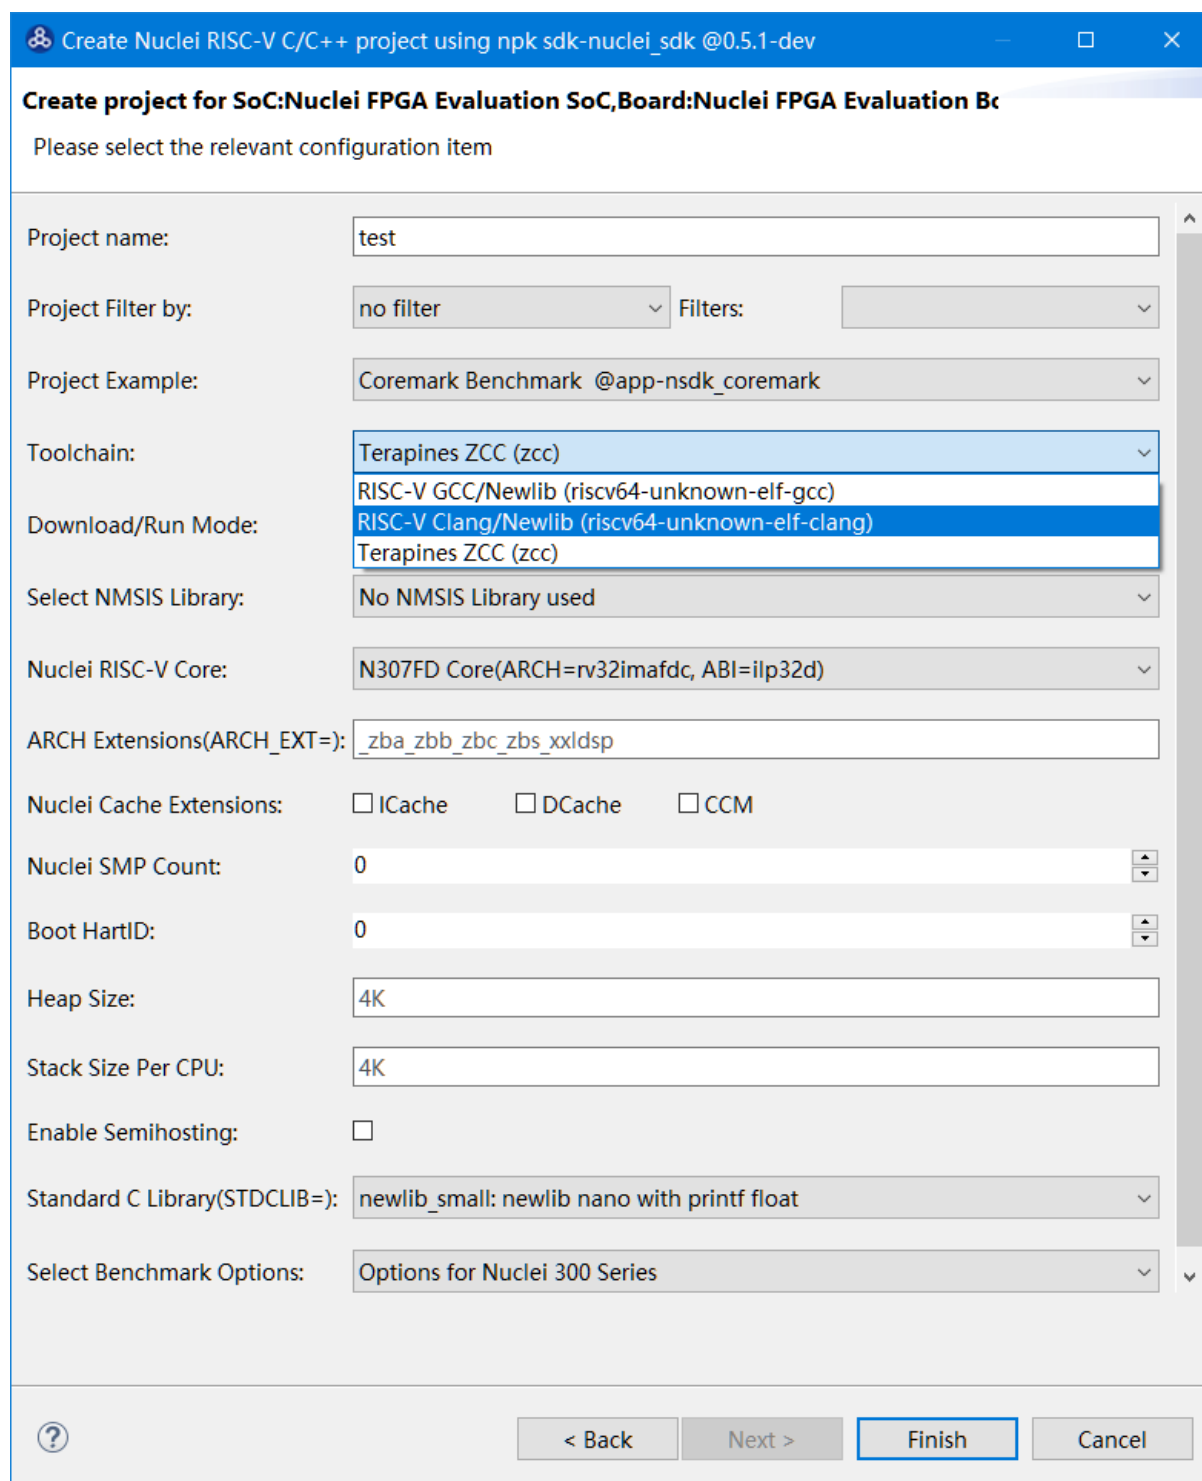 Create Nuclei RISC-V C/C++ project using npk sdk-nuclei_sdk @0.5.1-dev
Create project for SoC:Nuclei FPGA Evaluation SoC,Board:Nuclei FPGA Evaluation Bc
Please select the relevant configuration item
Project name: test
Project Filter by: no filter Filters:
Project Example: Coremark Benchmark @app-nsdk_coremark
Toolchain: Terapines ZCC (zcc)
RISC-V GCC/Newlib (riscv64-unknown-elf-gcc)
Download/Run Mode: RISC-V Clang/Newlib (riscv64-unknown-elf-clang)
Terapines ZCC (zcc)
Select NMSIS Library: No NMSIS Library used
Nuclei RISC-V Core: N307FD Core(ARCH=rv32imafdc, ABI=ilp32d)
ARCH Extensions(ARCH_EXT=): _zba_zbb_zbc_zbs_xxldsp
Nuclei Cache Extensions: ICache DCache CCM
Nuclei SMP Count: 0
Boot HartID: 0
Heap Size: 4K
Stack Size Per CPU: 4K
Enable Semihosting:
Standard C Library(STDCLIB=): newlib_small: newlib nano with printf float
Select Benchmark Options: Options for Nuclei 300 Series
? < Back Next > Finish Cancel